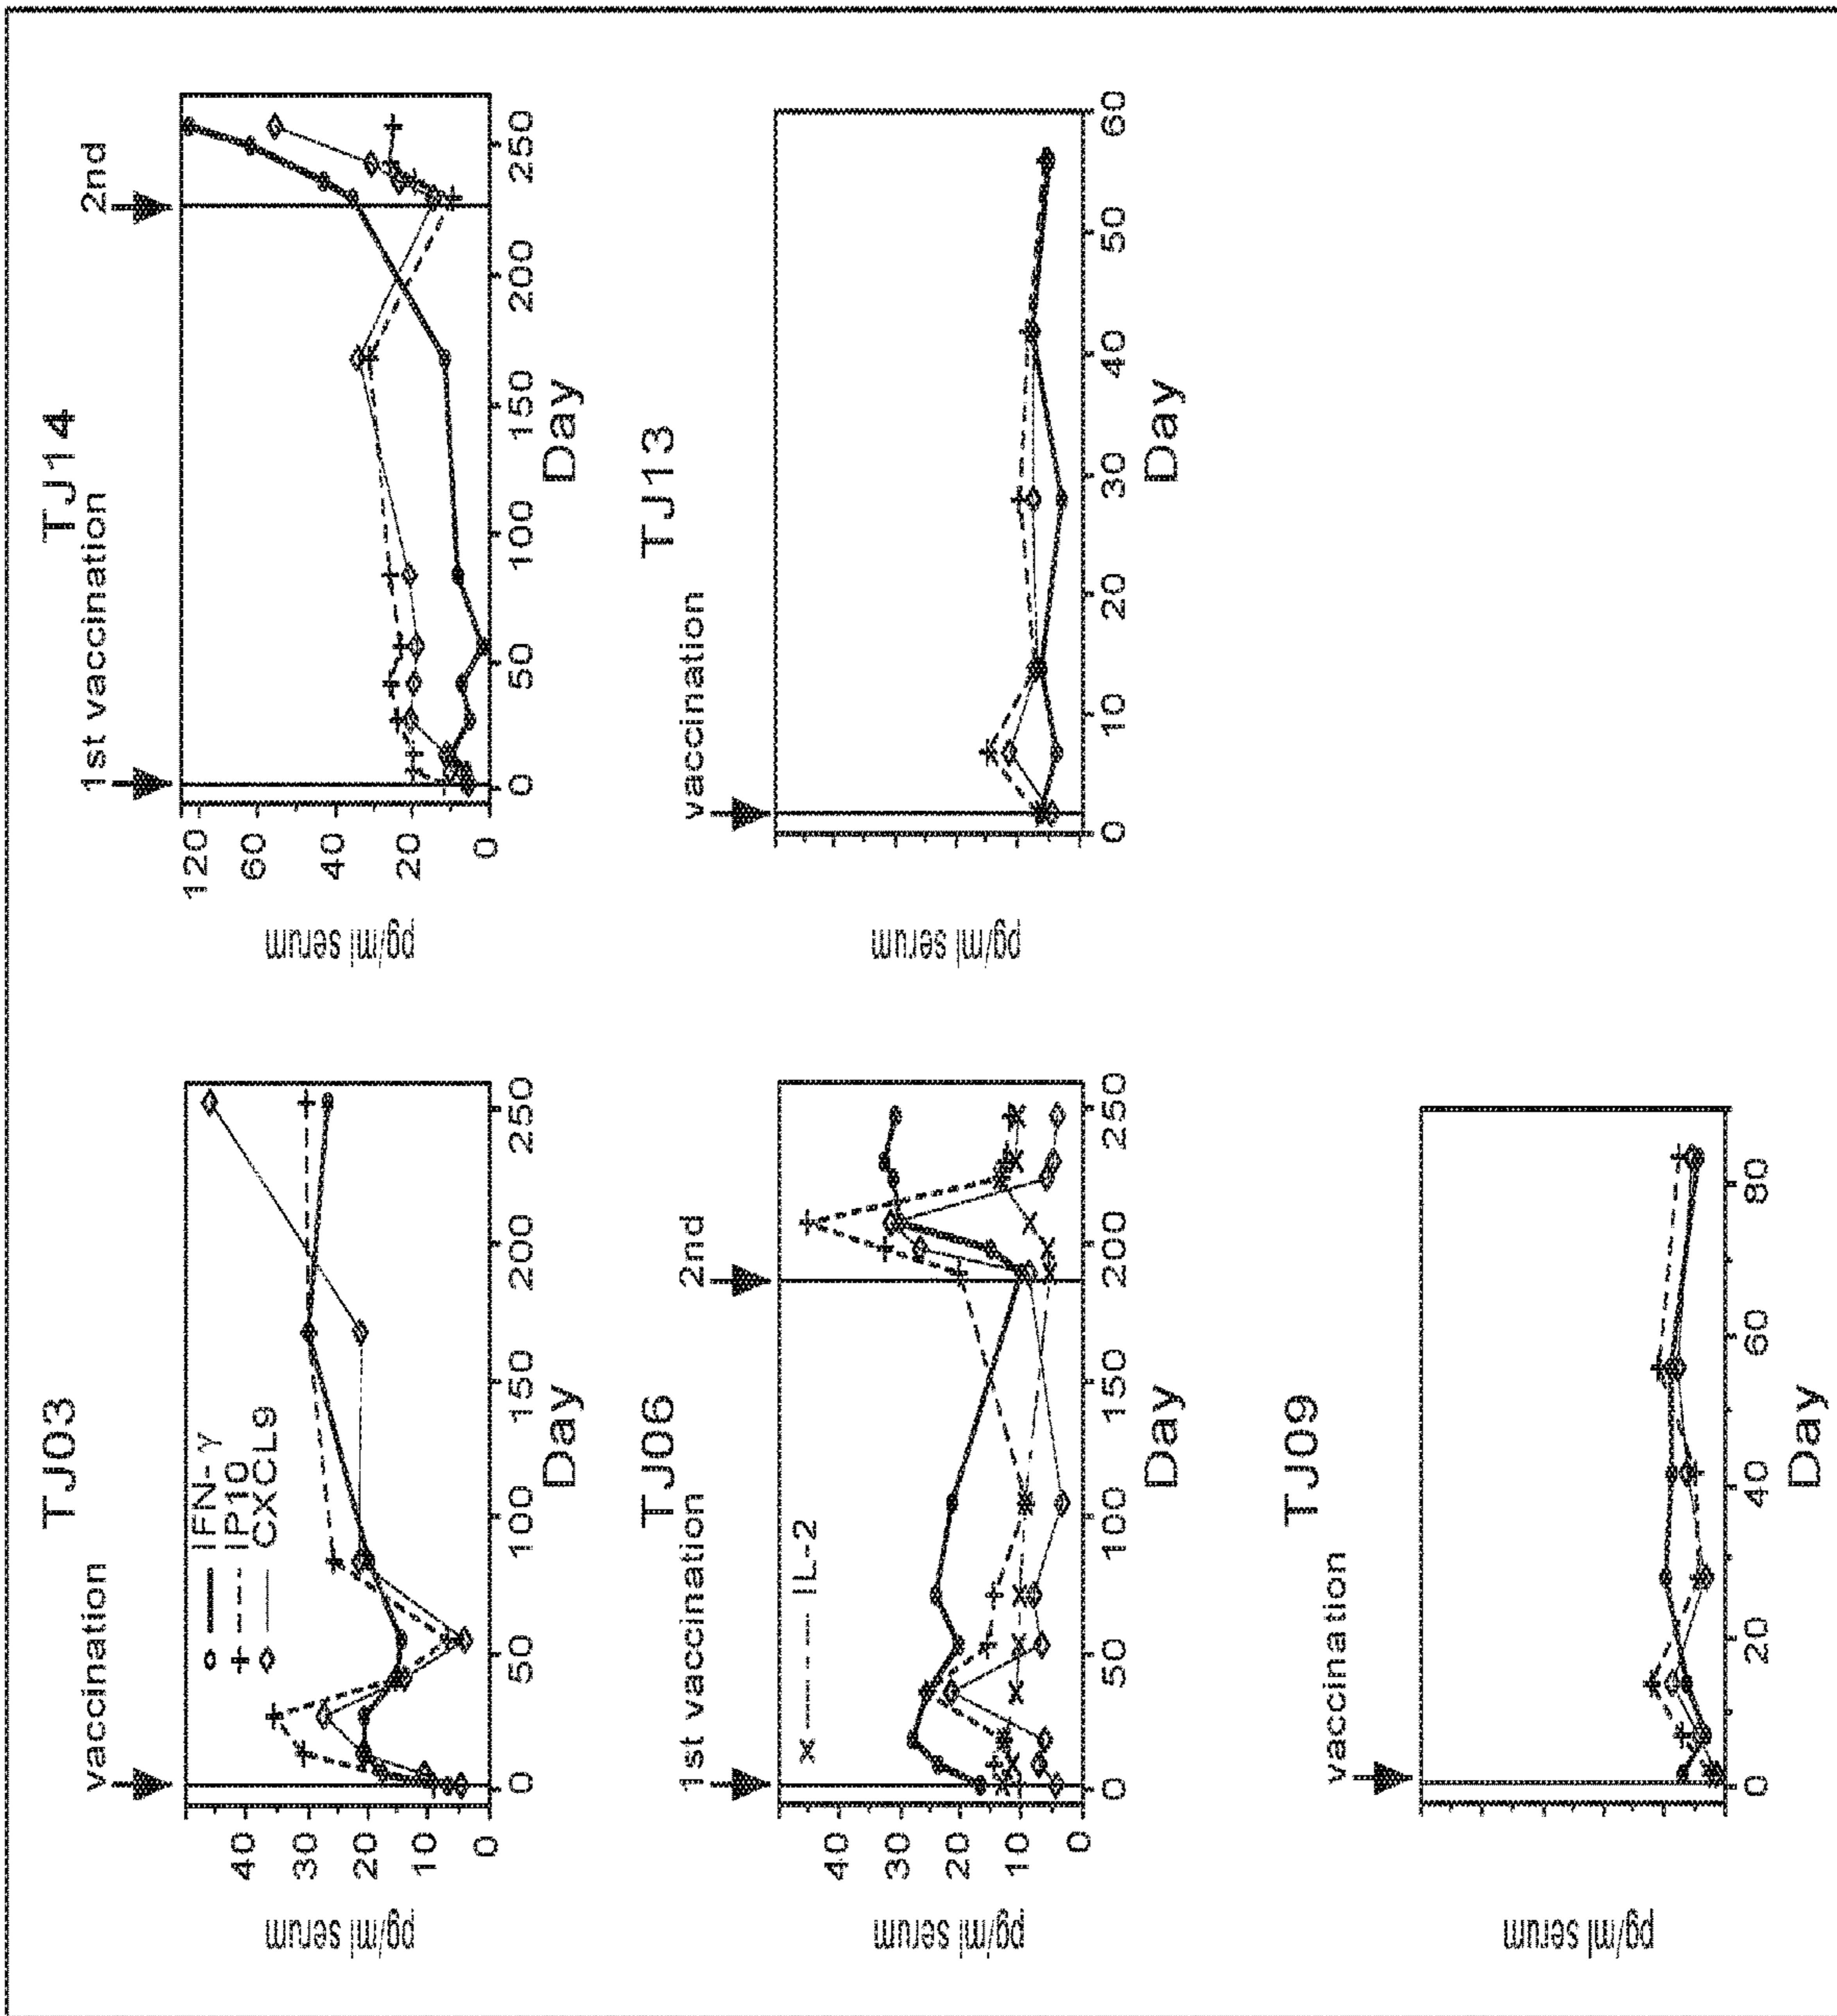 TJ03
vaccination
IFN-γ
IP10
CXCL9
40
30
20
10
0
pg/ml serum
0
50
100
150
200
250
Day
TJ14
1st vaccination
2nd
120
60
40
20
0
pg/ml serum
0
50
100
150
200
250
Day
TJ06
1st vaccination
2nd
IL-2
40
30
20
10
0
pg/ml serum
0
50
100
150
200
250
Day
TJ13
vaccination
pg/ml serum
0
10
20
30
40
50
60
Day
TJ09
vaccination
pg/ml serum
0
20
40
60
80
Day